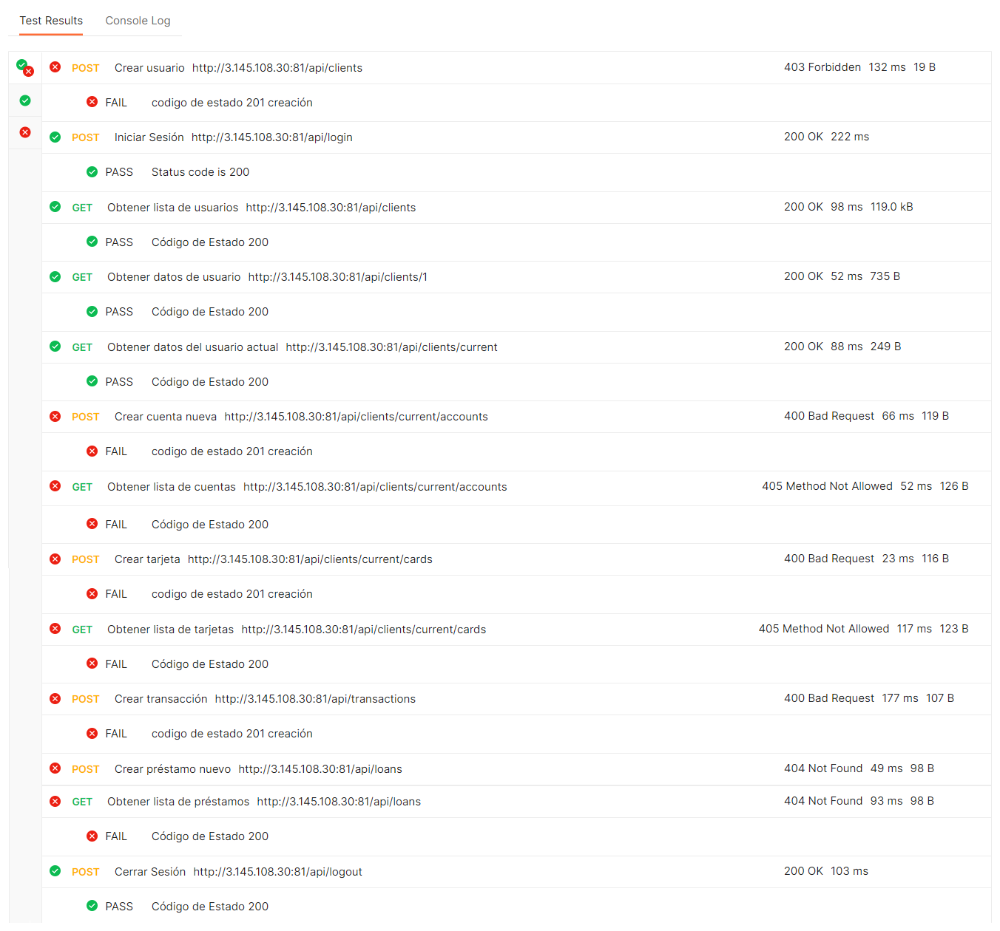 Test Results Console Log
POST Crear usuario http://3.145.108.30:81/api/clients 403 Forbidden 132 ms 19 B
FAIL codigo de estado 201 creación
POST Iniciar Sesión http://3.145.108.30:81/api/login 200 OK 222 ms
PASS Status code is 200
GET Obtener lista de usuarios http://3.145.108.30:81/api/clients 200 OK 98 ms 119.0 kB
PASS Código de Estado 200
GET Obtener datos de usuario http://3.145.108.30:81/api/clients/1 200 OK 52 ms 735 B
PASS Código de Estado 200
GET Obtener datos del usuario actual http://3.145.108.30:81/api/clients/current 200 OK 88 ms 249 B
PASS Código de Estado 200
POST Crear cuenta nueva http://3.145.108.30:81/api/clients/current/accounts 400 Bad Request 66 ms 119 B
FAIL codigo de estado 201 creación
GET Obtener lista de cuentas http://3.145.108.30:81/api/clients/current/accounts 405 Method Not Allowed 52 ms 126 B
FAIL Código de Estado 200
POST Crear tarjeta http://3.145.108.30:81/api/clients/current/cards 400 Bad Request 23 ms 116 B
FAIL codigo de estado 201 creación
GET Obtener lista de tarjetas http://3.145.108.30:81/api/clients/current/cards 405 Method Not Allowed 117 ms 123 B
FAIL Código de Estado 200
POST Crear transacción http://3.145.108.30:81/api/transactions 400 Bad Request 177 ms 107 B
FAIL codigo de estado 201 creación
POST Crear préstamo nuevo http://3.145.108.30:81/api/loans 404 Not Found 49 ms 98 B
GET Obtener lista de préstamos http://3.145.108.30:81/api/loans 404 Not Found 93 ms 98 B
FAIL Código de Estado 200
POST Cerrar Sesión http://3.145.108.30:81/api/logout 200 OK 103 ms
PASS Código de Estado 200